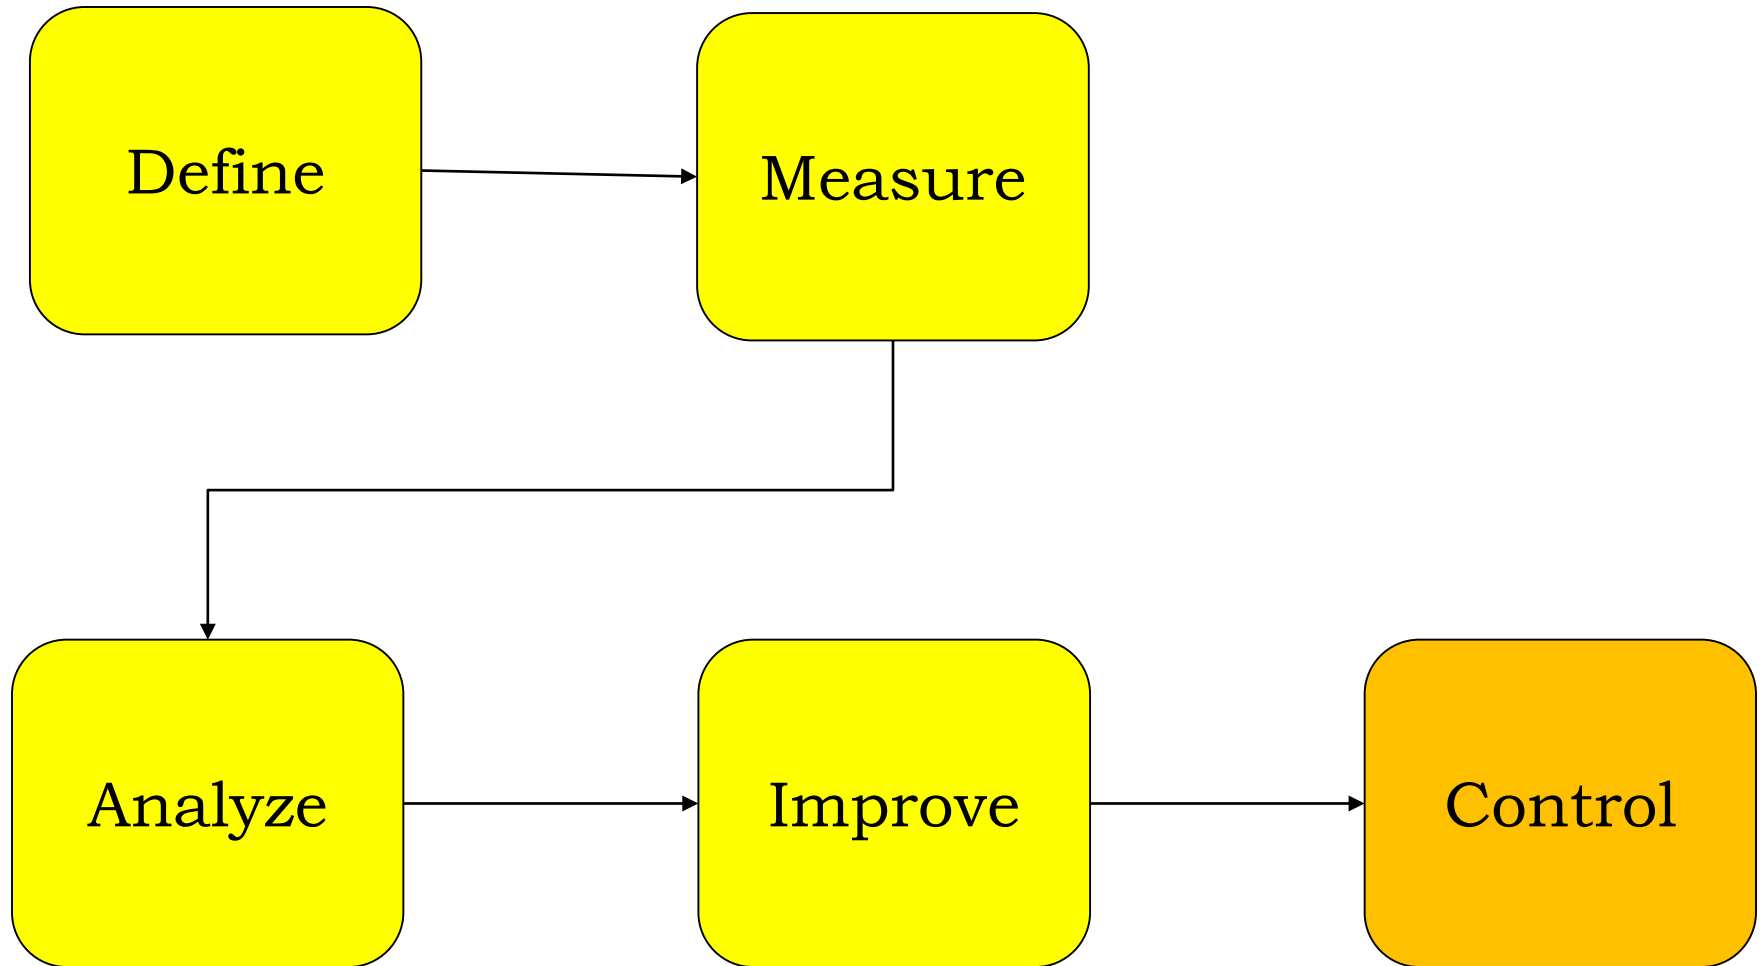 Define
Measure
Analyze
Improve
Control